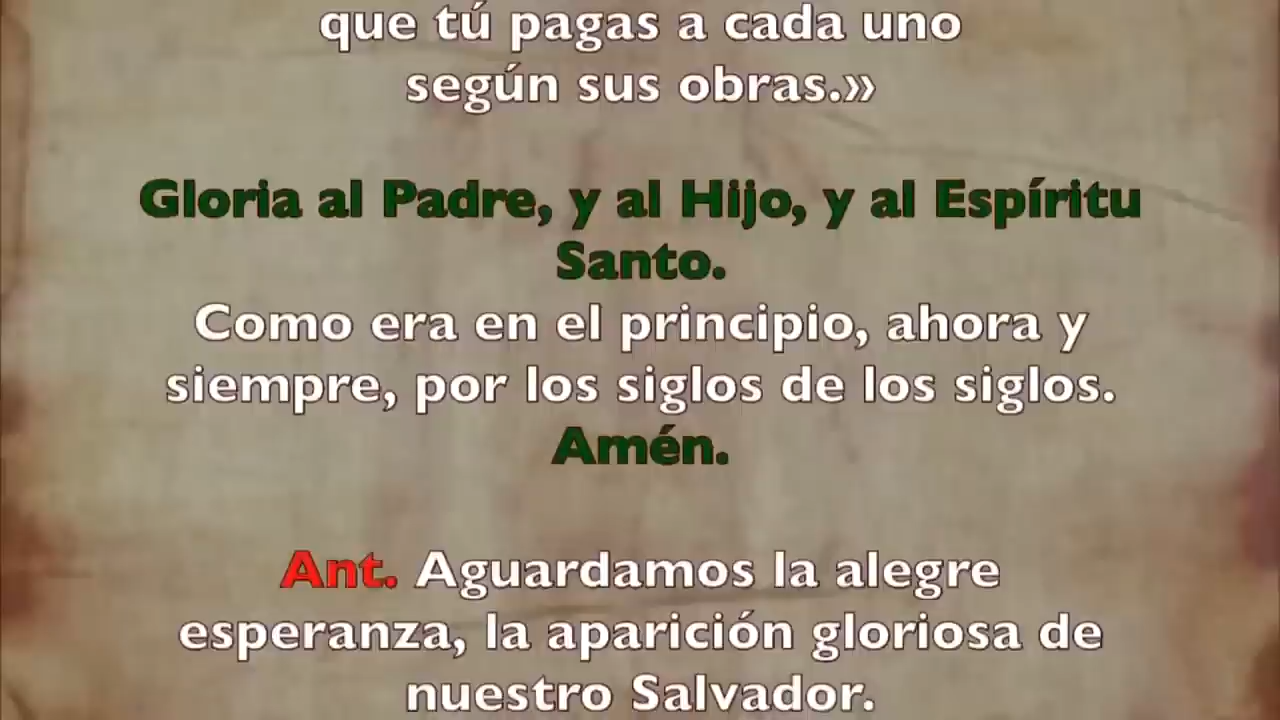 que tú pagas a cada uno
según sus obras.»
Gloria al Padre, y al Hijo, y al Espíritu
Santo.
Como era en el principio, ahora y
siempre, por los siglos de los siglos.
Amén.
Ant. Aguardamos la alegre
esperanza, la aparición gloriosa de
nuestro Salvador.